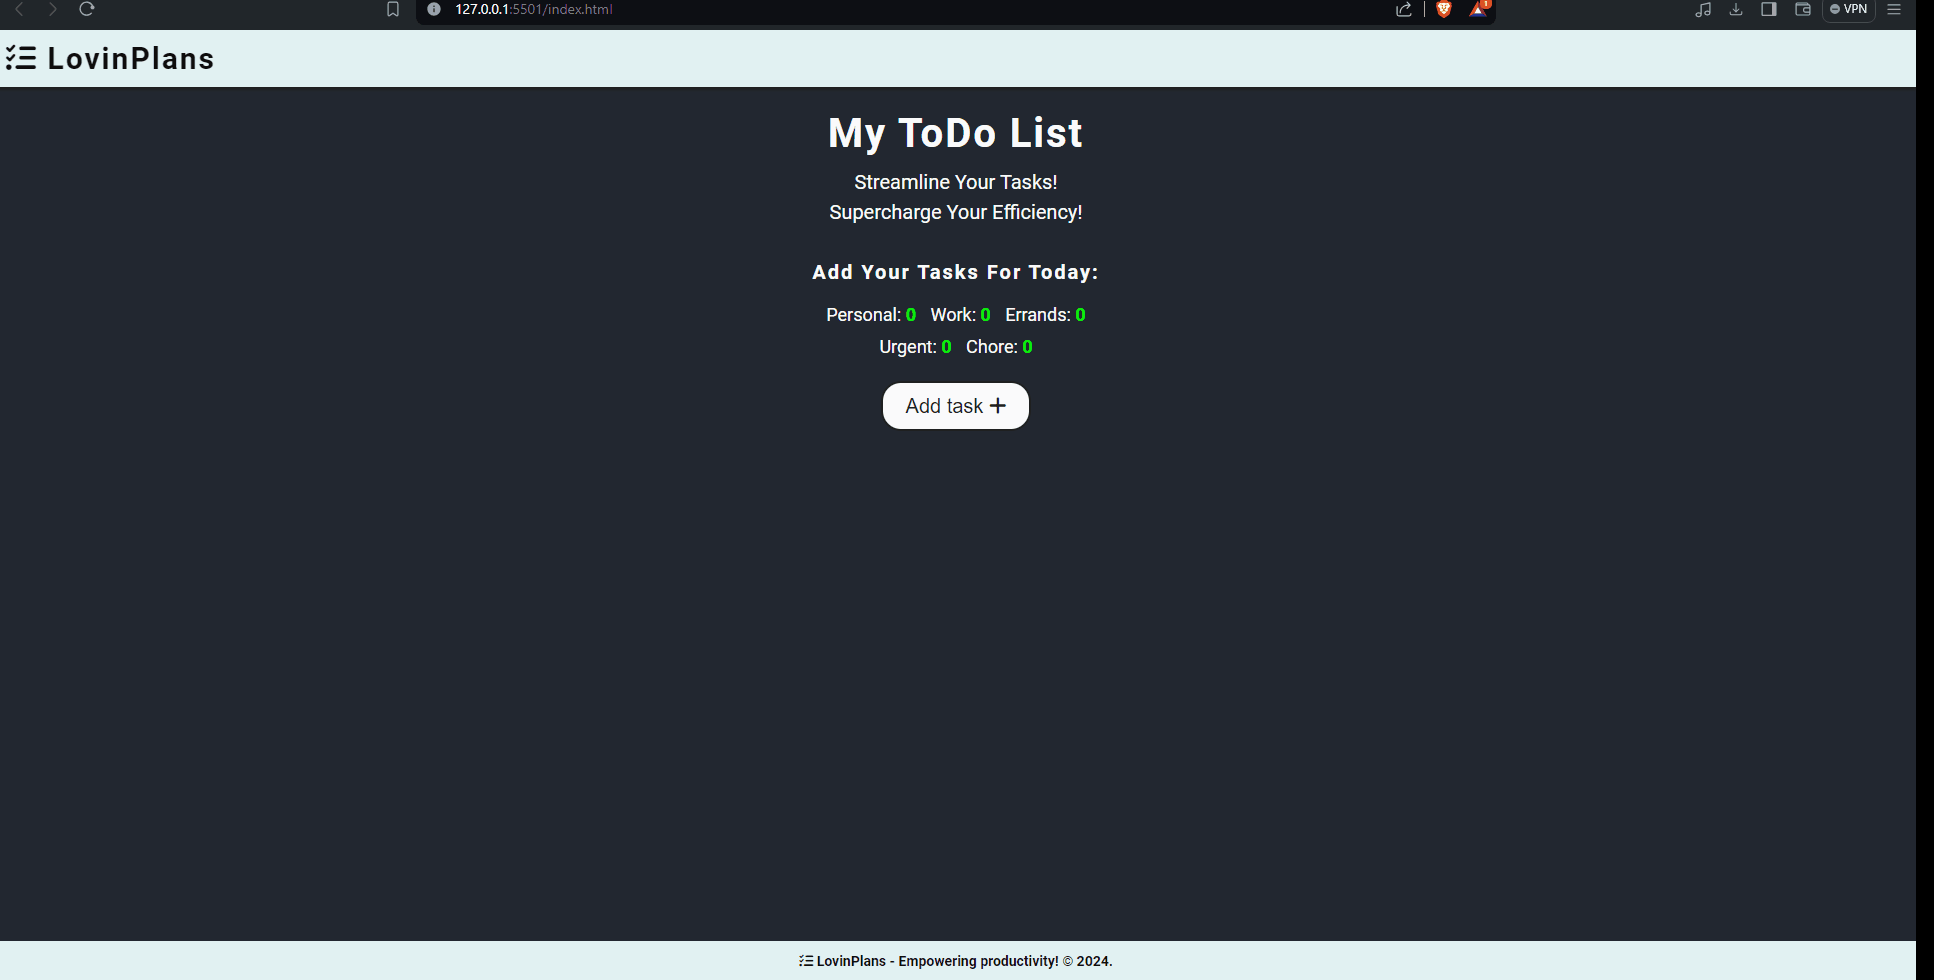 127.0.0.1:5501/index.html
1
VPN
LovinPlans
My ToDo List
Streamline Your Tasks!
Supercharge Your Efficiency!
Add Your Tasks For Today:
Personal: 0 Work: 0 Errands: 0
Urgent: 0 Chore: 0
Add task +
LovinPlans - Empowering productivity! © 2024.